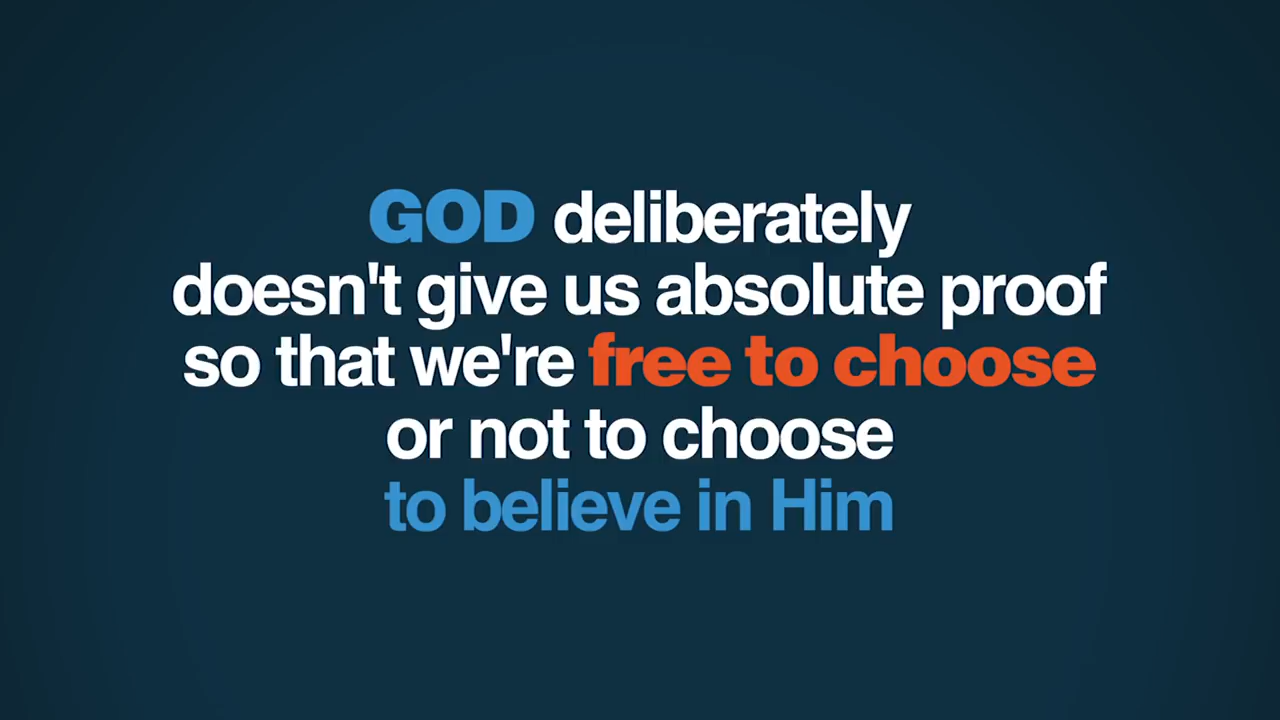 GOD deliberately
doesn't give us absolute proof
so that we're free to choose
or not to choose
to believe in Him